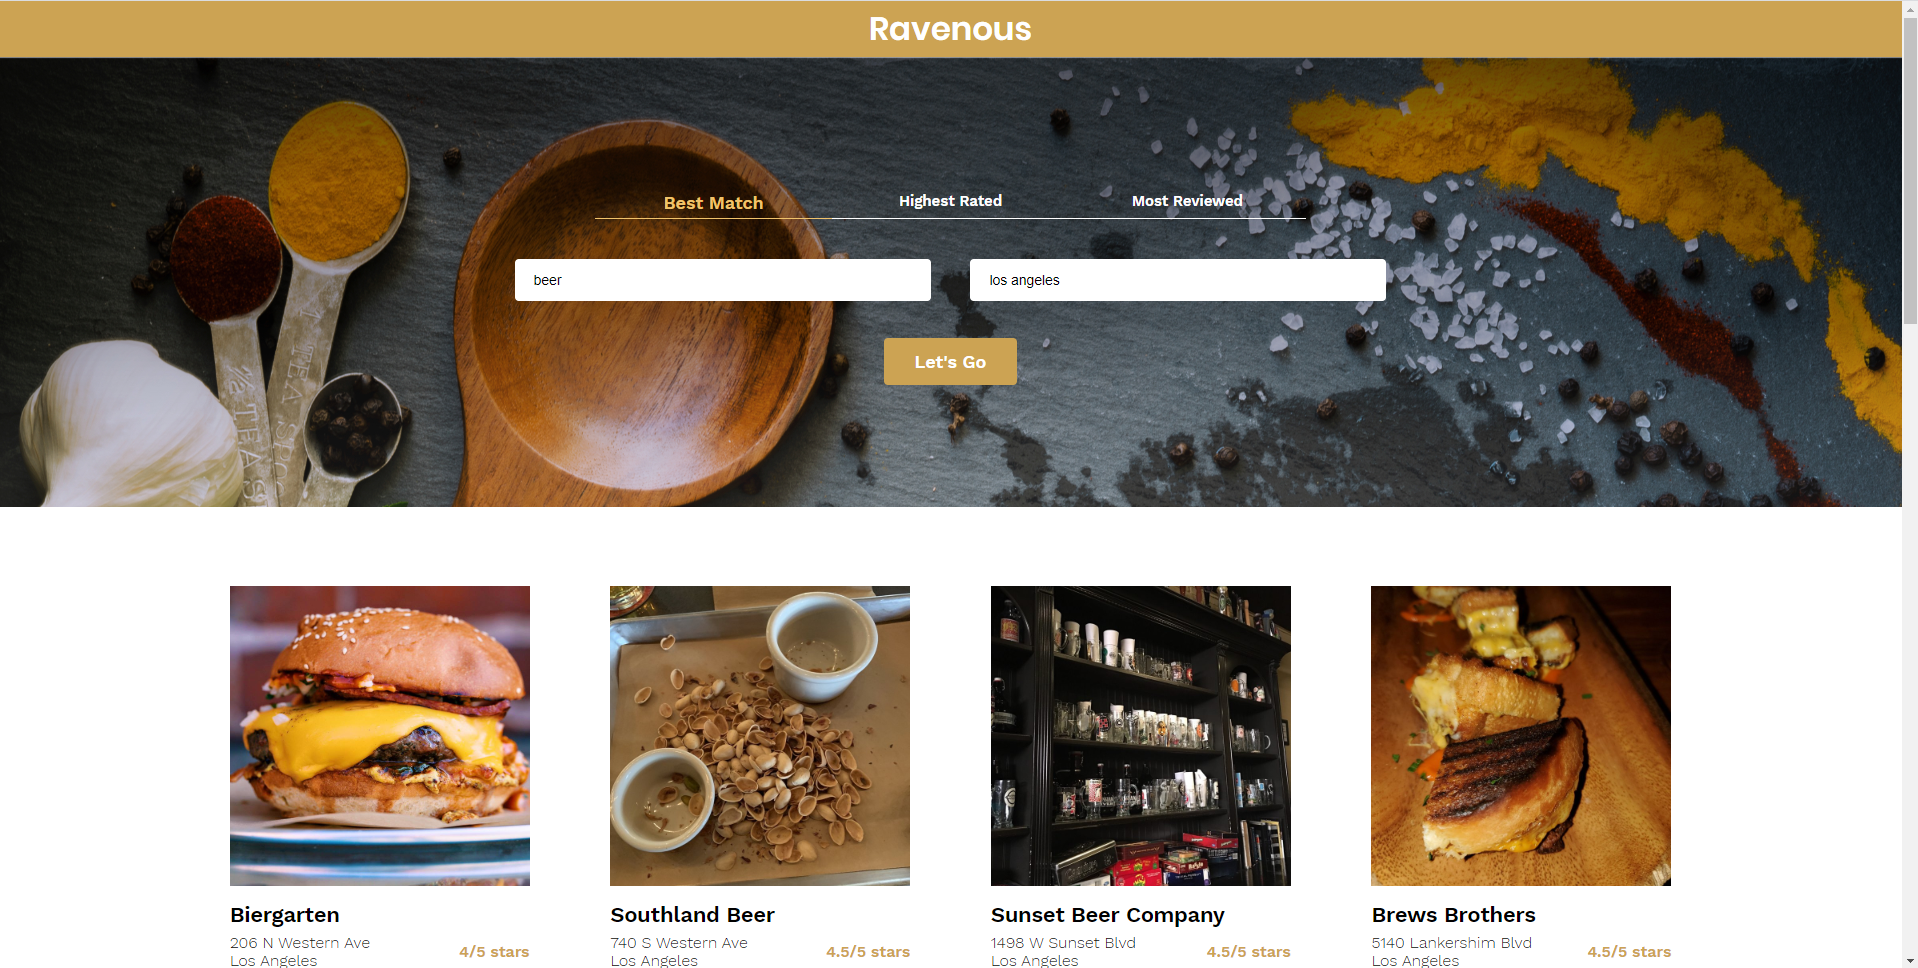 Ravenous
Best Match
Highest Rated
Most Reviewed
beer
los angeles
Let's Go
Biergarten
206 N Western Ave
Los Angeles
4/5 stars
Southland Beer
740 S Western Ave
Los Angeles
4.5/5 stars
Sunset Beer Company
1498 W Sunset Blvd
Los Angeles
4.5/5 stars
Brews Brothers
5140 Lankershim Blvd
Los Angeles
4.5/5 stars